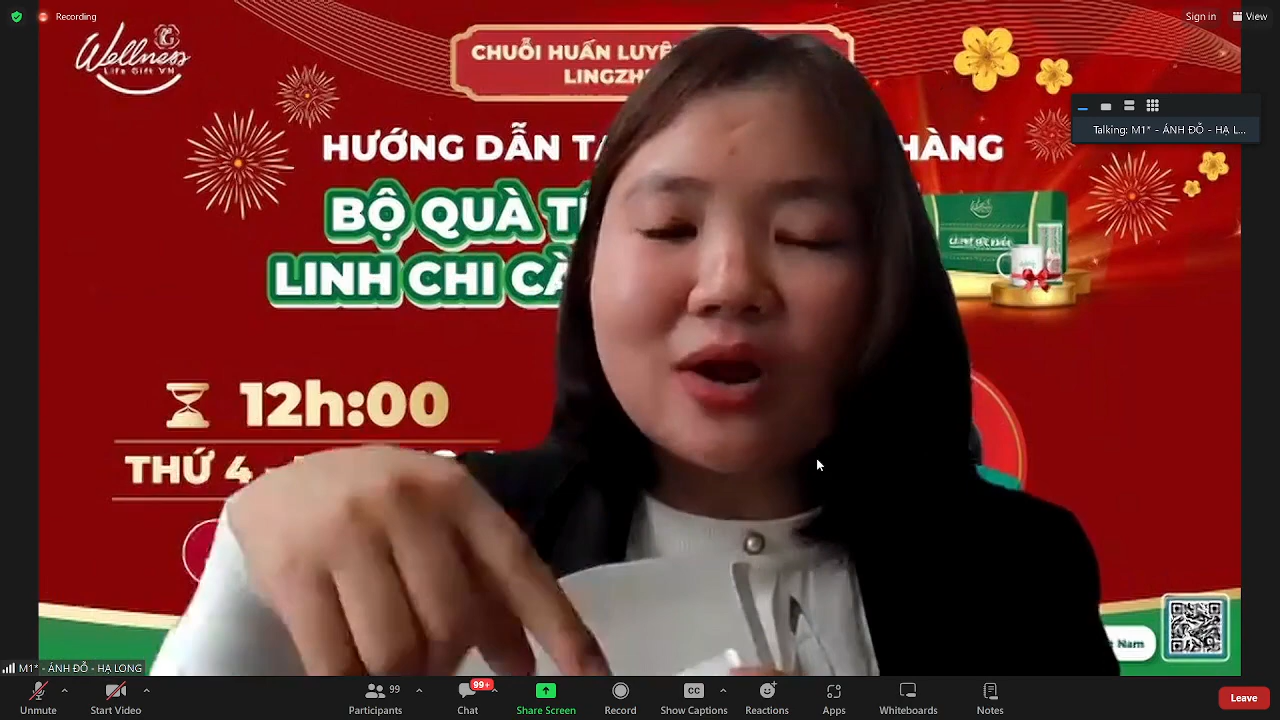 Recording
Sign in
View
Wellness
Life Gift VN
CHUỖI HUẤN LUYỆ
LINGZH
Talking: M1* - ÁNH ĐỖ - HẠ L...
HƯỚNG DẪN TẠ
HÀNG
BỘ QUÀ TẾ
LINH CHI CÀ
12h:00
THỨ 4
Nam
M1* - ÁNH ĐỖ - HẠ LONG
Unmute
Start Video
99
Participants
99+
Chat
Share Screen
Record
CC
Show Captions
Reactions
Apps
Whiteboards
Notes
Leave